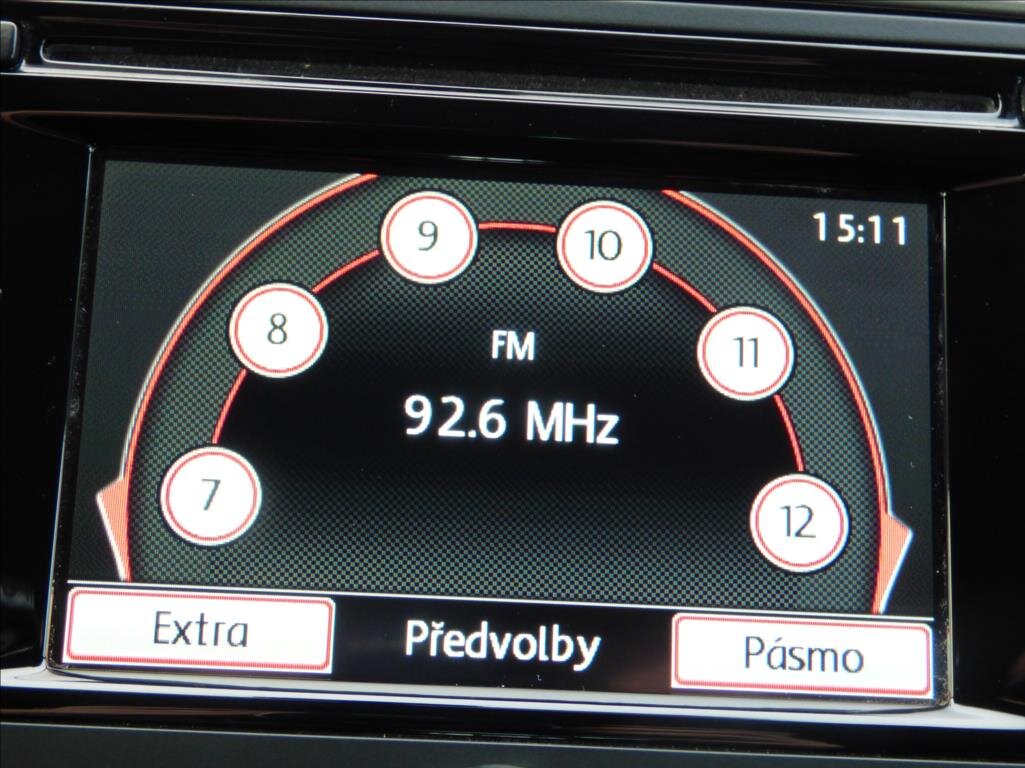 15:11
9
10
8
11
FM
92.6 MHz
7
12
Extra
Předvolby
Pásmo